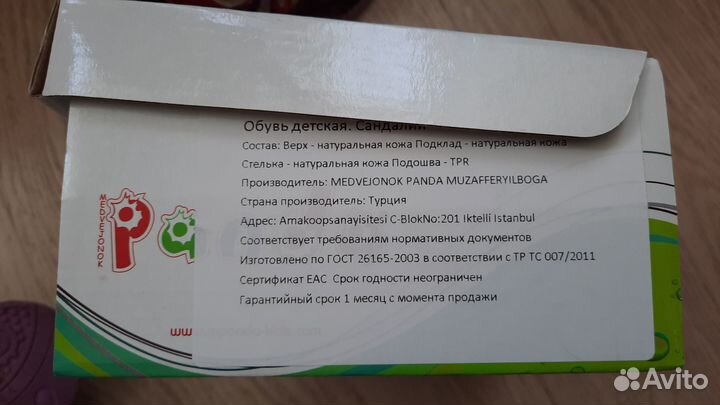 Обувь детская. Сандалии.
Состав: Верх - натуральная кожа Подклад - натуральная кожа
Стелька - натуральная кожа Подошва - TPR
Производитель: MEDVEJONOK PANDA MUZAFFERYILBOGA
Страна производитель: Турция
Адрес: Amakoopsanayisitesi C-BlokNo:201 Iktelli Istanbul
Соответствует требованиям нормативных документов
Изготовлено по ГОСТ 26165-2003 в соответствии с ТР ТС 007/2011
Сертификат ЕАС Срок годности неограничен
Гарантийный срок 1 месяц с момента продажи
MEDVEJONOK
Pa
www.
Avito